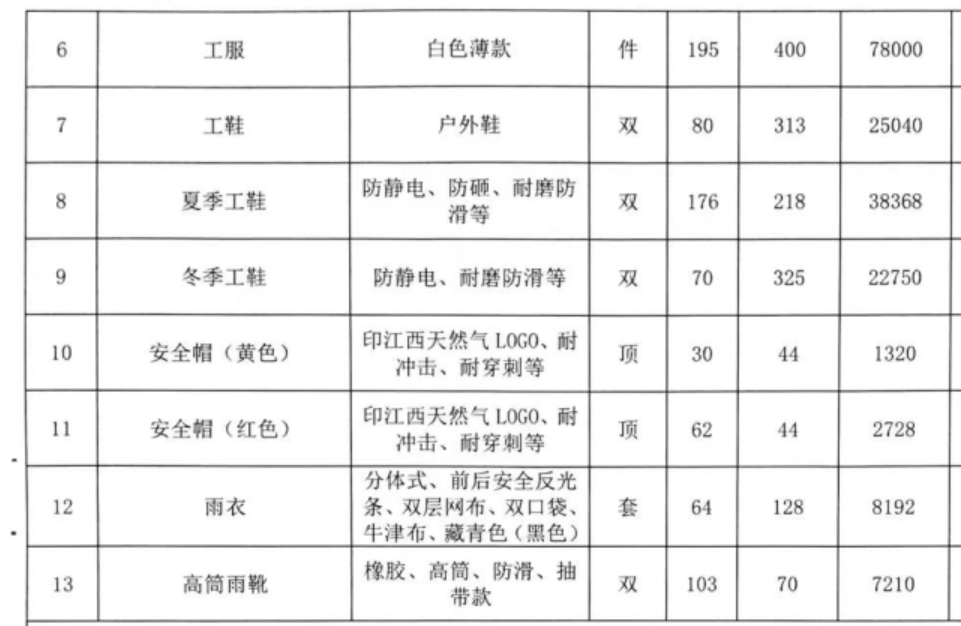 6 工服 白色薄款 件 195 400 78000
7 工鞋 户外鞋 双 80 313 25040
8 夏季工鞋 防静电、防砸、耐磨防
滑等 双 176 218 38368
9 冬季工鞋 防静电、耐磨防滑等 双 70 325 22750
10 安全帽（黄色） 印江西天然气 LOGO、耐
冲击、耐穿刺等 顶 30 44 1320
11 安全帽（红色） 印江西天然气 LOGO、耐
冲击、耐穿刺等 顶 62 44 2728
12 雨衣 分体式、前后安全反光
条、双层网布、双口袋、
牛津布、藏青色（黑色） 套 64 128 8192
13 高筒雨靴 橡胶、高筒、防滑、抽
带款 双 103 70 7210